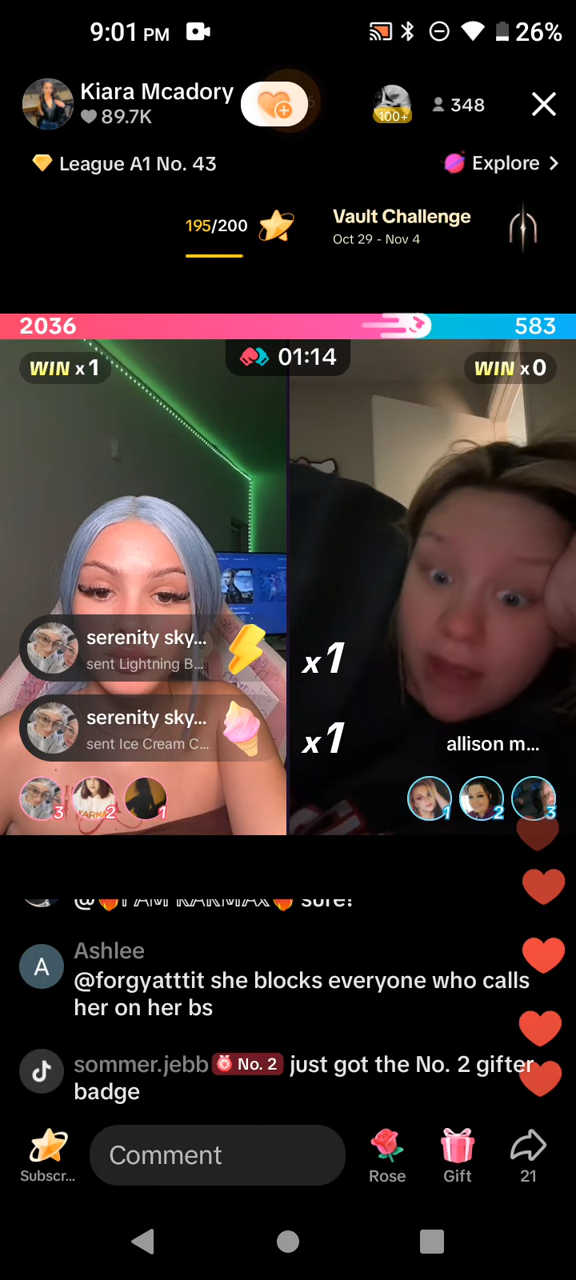 9:01 PM
26%
Kiara Mcadory
89.7K
100+
348
League A1 No. 43
Explore >
195/200
Vault Challenge
Oct 29 - Nov 4
2036
583
WIN x1
01:14
WIN x0
serenity sky...
sent Lightning B...
x1
serenity sky...
sent Ice Cream C...
x1
allison m...
3
2
1
1
2
3
@❤️‍🔥I AM KARMAX❤️‍🔥 sure!
A
Ashlee
@forgyatttit she blocks everyone who calls
her on her bs
sommer.jebb No. 2 just got the No. 2 gifter
badge
Subscr...
Comment
Rose
Gift
21